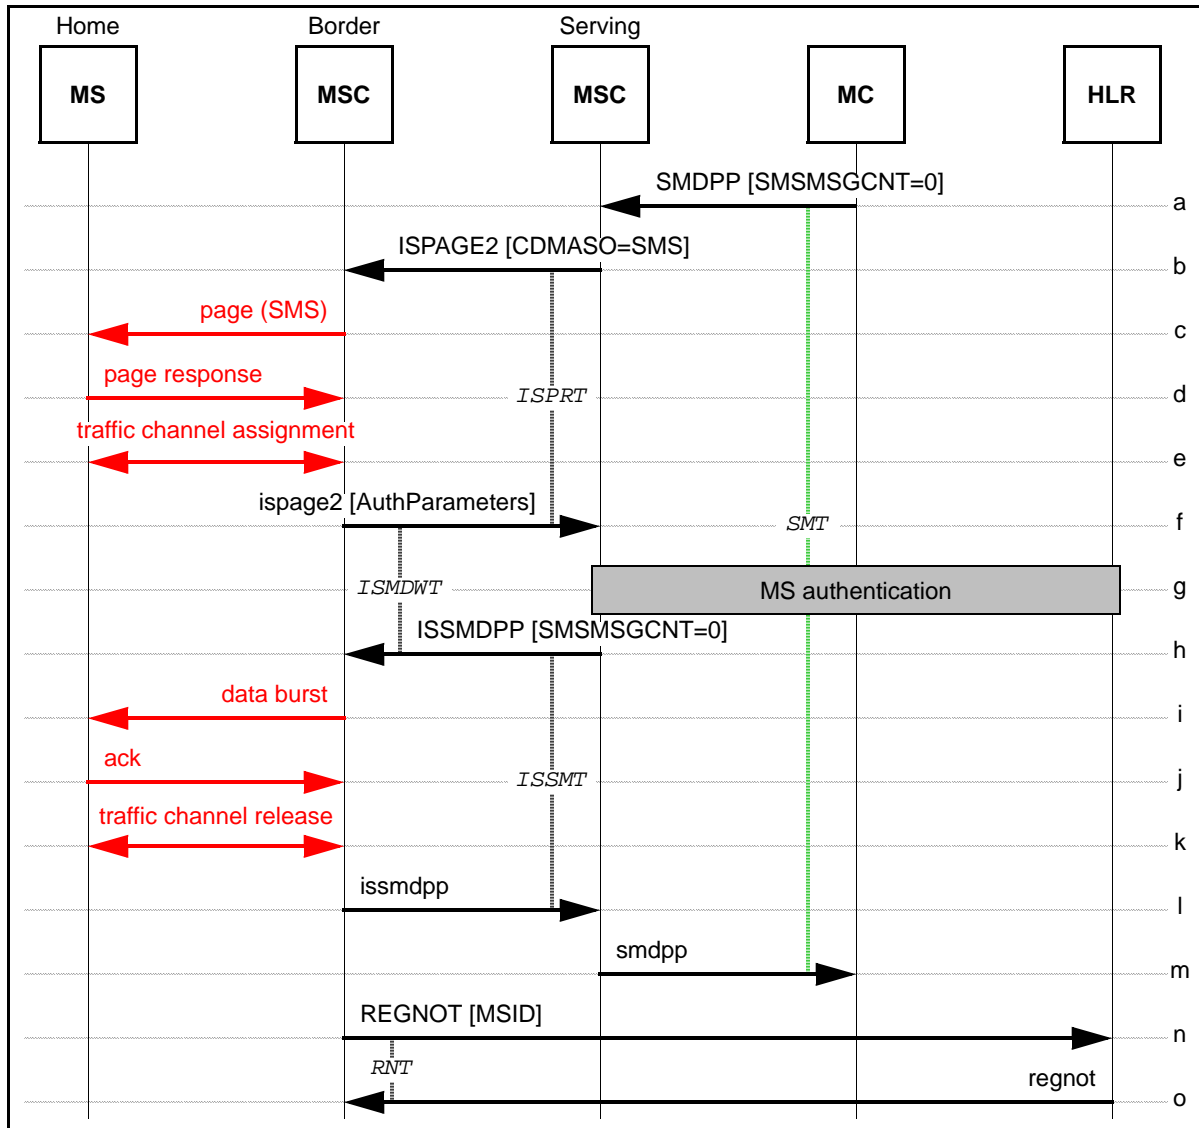 Home Border Serving
MS MSC MSC MC HLR
SMDPP [SMSMSGCNT=0]
a
ISPAGE2 [CDMASO=SMS]
b
page (SMS)
c
page response
ISPRT
d
traffic channel assignment
e
ispage2 [AuthParameters]
SMT
f
ISMDWT
MS authentication
g
ISSMDPP [SMSMSGCNT=0]
h
data burst
i
ack
ISSMT
j
traffic channel release
k
issmdpp
l
smdpp
m
REGNOT [MSID]
n
RNT
regnot
o